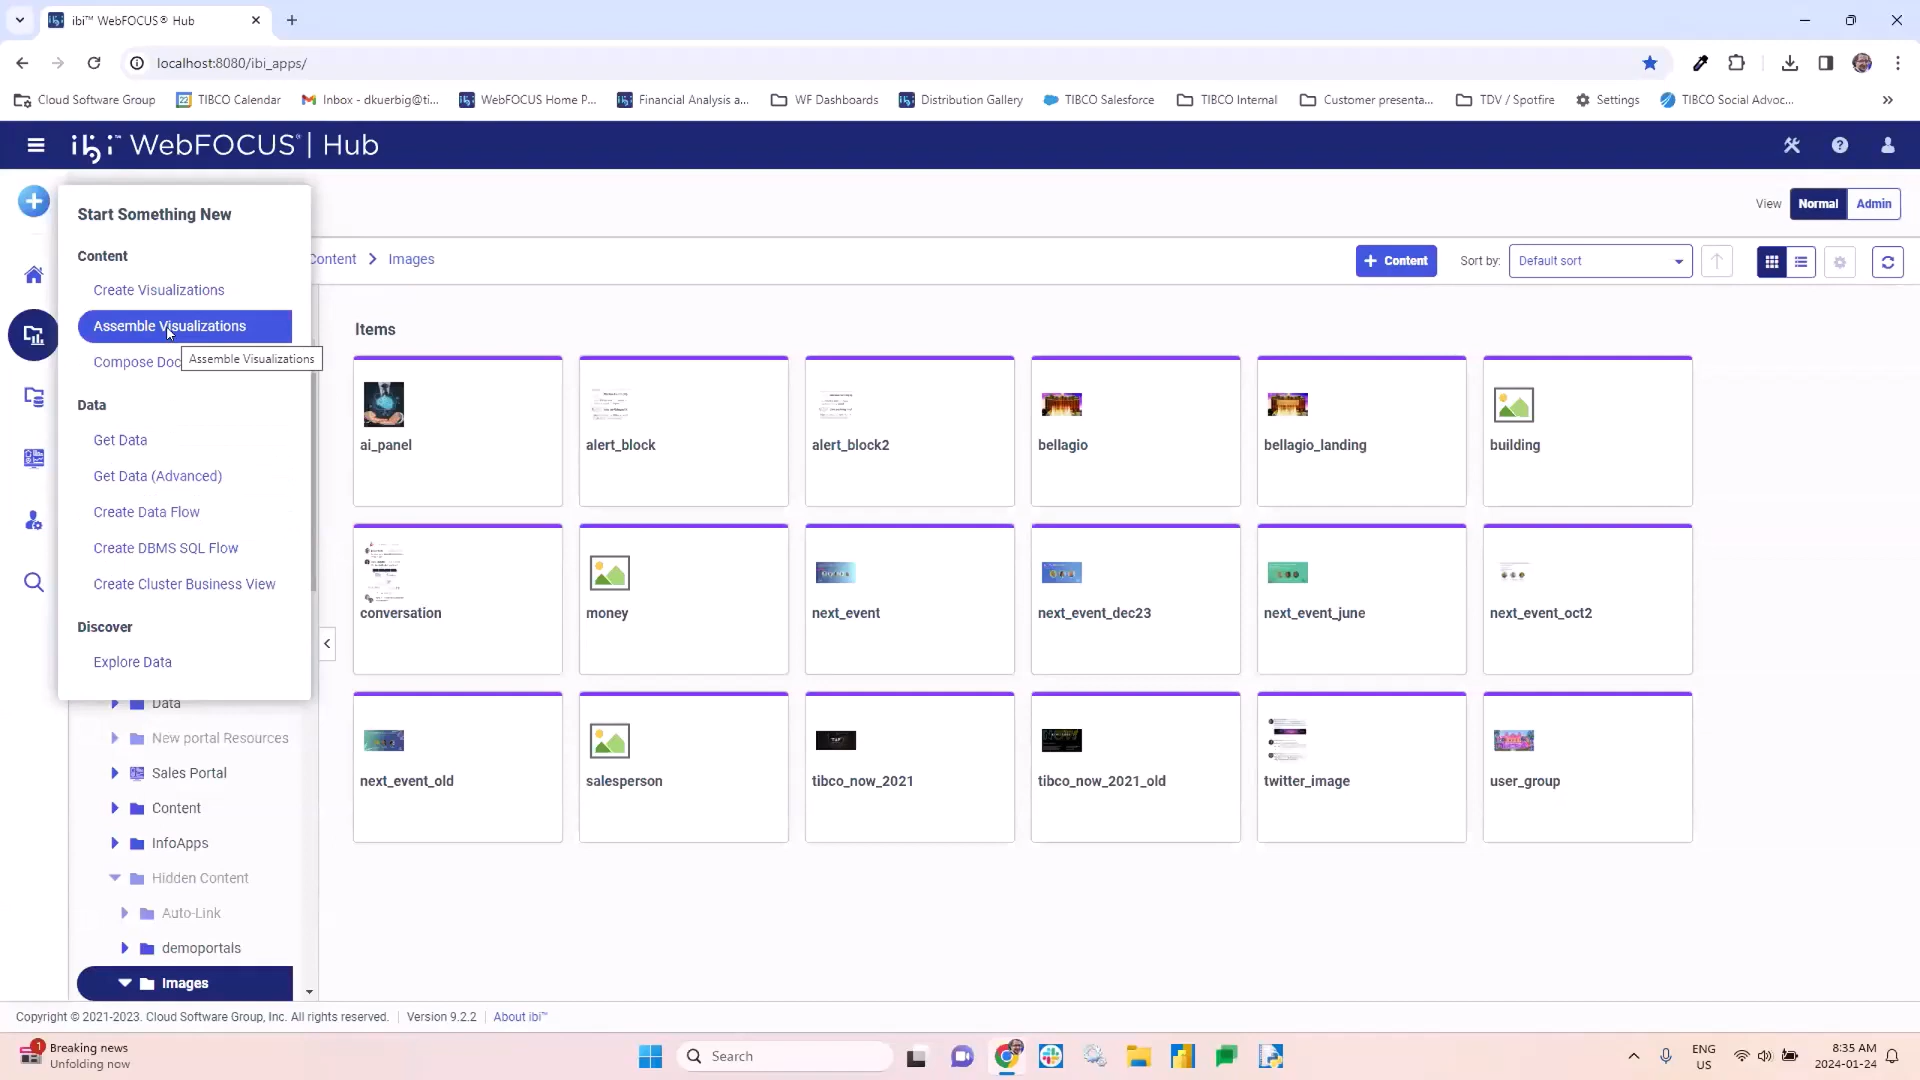 ibi™ WebFOCUS® Hub
localhost:8080/ibi_apps/
Cloud Software Group
TIBCO Calendar
Inbox - dkuerbig@ti...
WebFOCUS Home P...
Financial Analysis a...
WF Dashboards
Distribution Gallery
TIBCO Salesforce
TIBCO Internal
Customer presenta...
TDV / Spotfire
Settings
TIBCO Social Advoc...
ibi™ WebFOCUS® | Hub
Start Something New
View
Normal
Admin
Content
Content
Images
Content
Sort by:
Default sort
Create Visualizations
Assemble Visualizations
Assemble Visualizations
Compose Doc
Data
Get Data
Get Data (Advanced)
Create Data Flow
Create DBMS SQL Flow
Create Cluster Business View
Discover
Explore Data
Items
ai_panel
alert_block
alert_block2
bellagio
bellagio_landing
building
conversation
money
next_event
next_event_dec23
next_event_june
next_event_oct2
next_event_old
salesperson
tibco_now_2021
tibco_now_2021_old
twitter_image
user_group
Data
New portal Resources
Sales Portal
Content
InfoApps
Hidden Content
Auto-Link
demoportals
Images
Copyright © 2021-2023. Cloud Software Group, Inc. All rights reserved.
Version 9.2.2
About ibi™
1
Breaking news
Unfolding now
Search
ENG
US
8:35 AM
2024-01-24